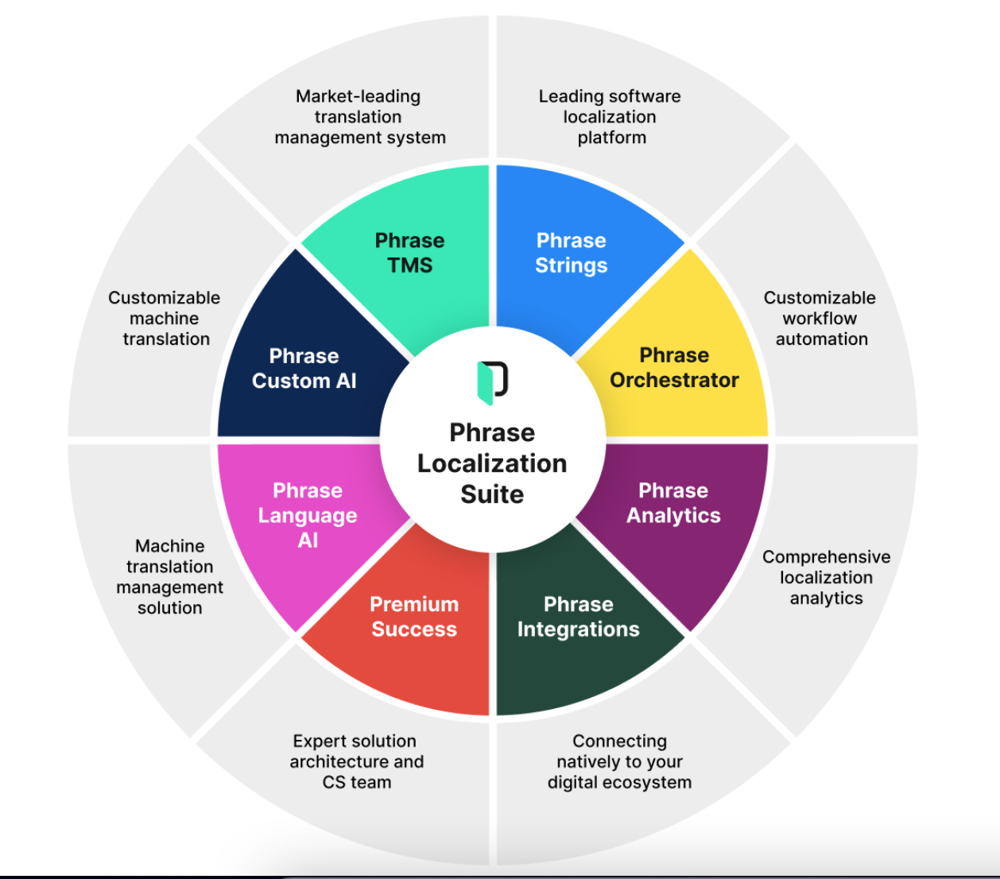 Market-leading
translation
management system
Leading software
localization
platform
Phrase
TMS
Phrase
Strings
Customizable
machine
translation
Customizable
workflow
automation
Phrase
Custom AI
Phrase
Orchestrator
Phrase
Localization
Suite
Phrase
Language
AI
Phrase
Analytics
Machine
translation
management
solution
Comprehensive
localization
analytics
Premium
Success
Phrase
Integrations
Expert solution
architecture and
CS team
Connecting
natively to your
digital ecosystem